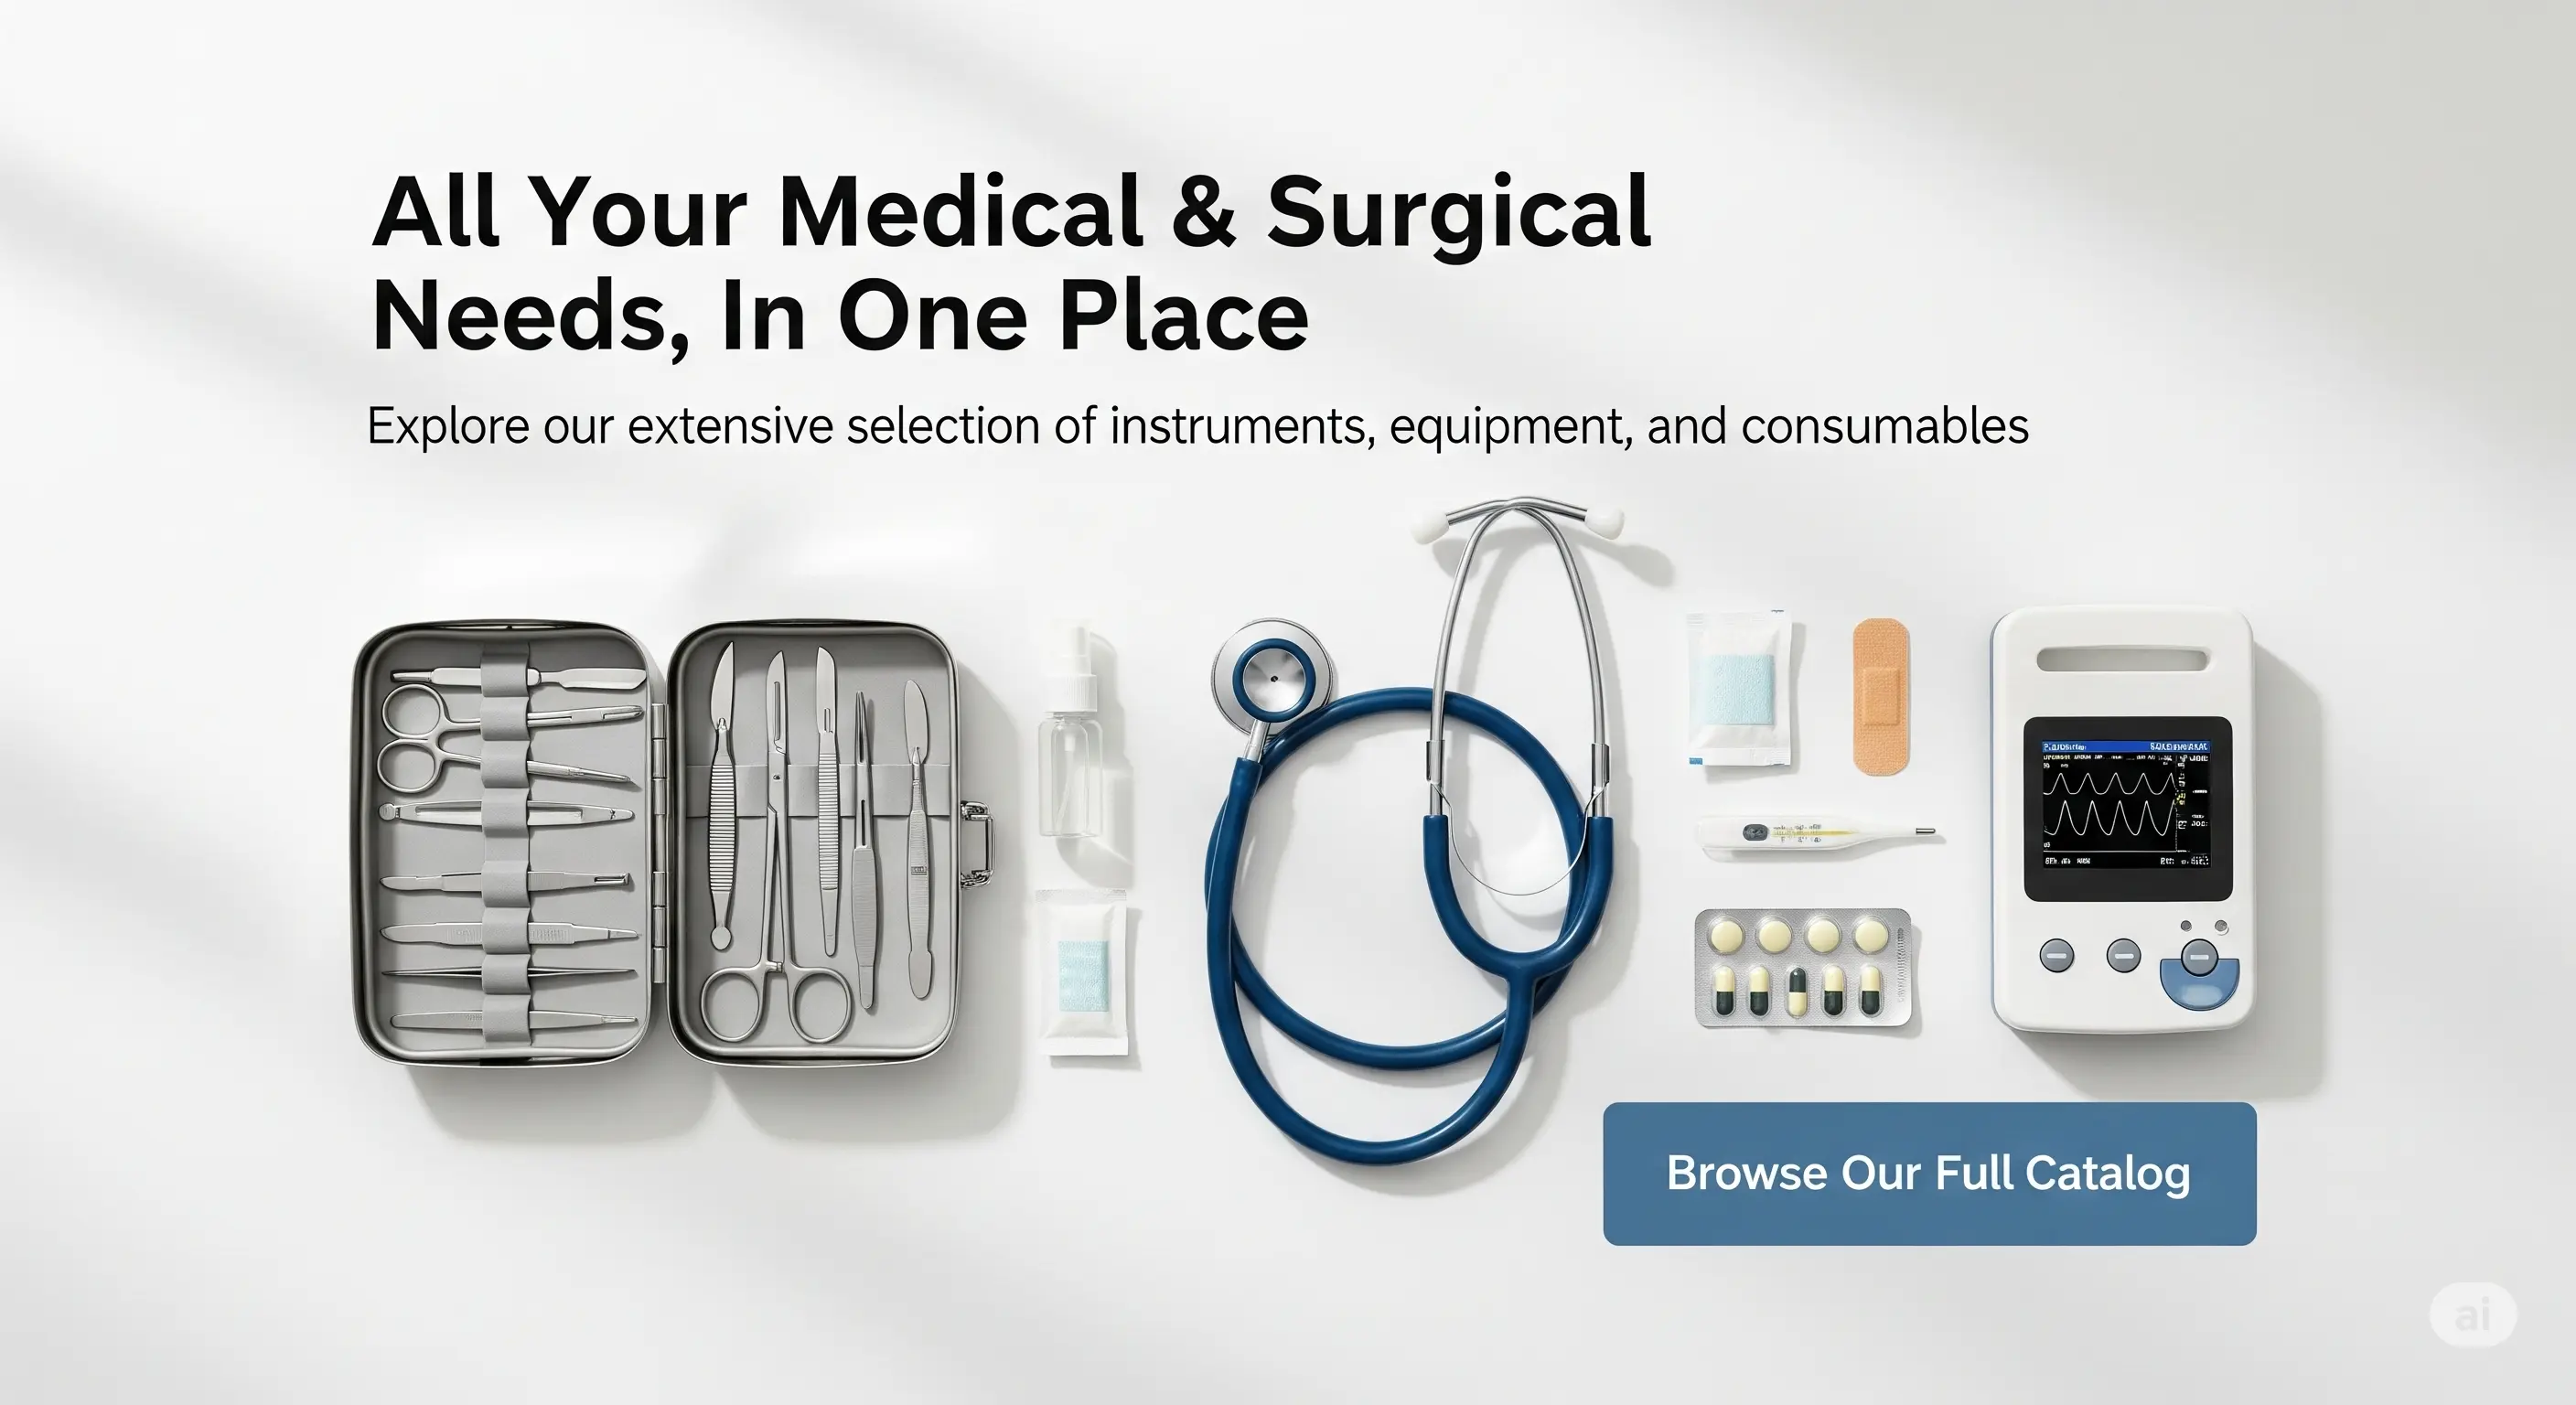 All Your Medical & Surgical
Needs, In One Place
Explore our extensive selection of instruments, equipment, and consumables
Browse Our Full Catalog
ai